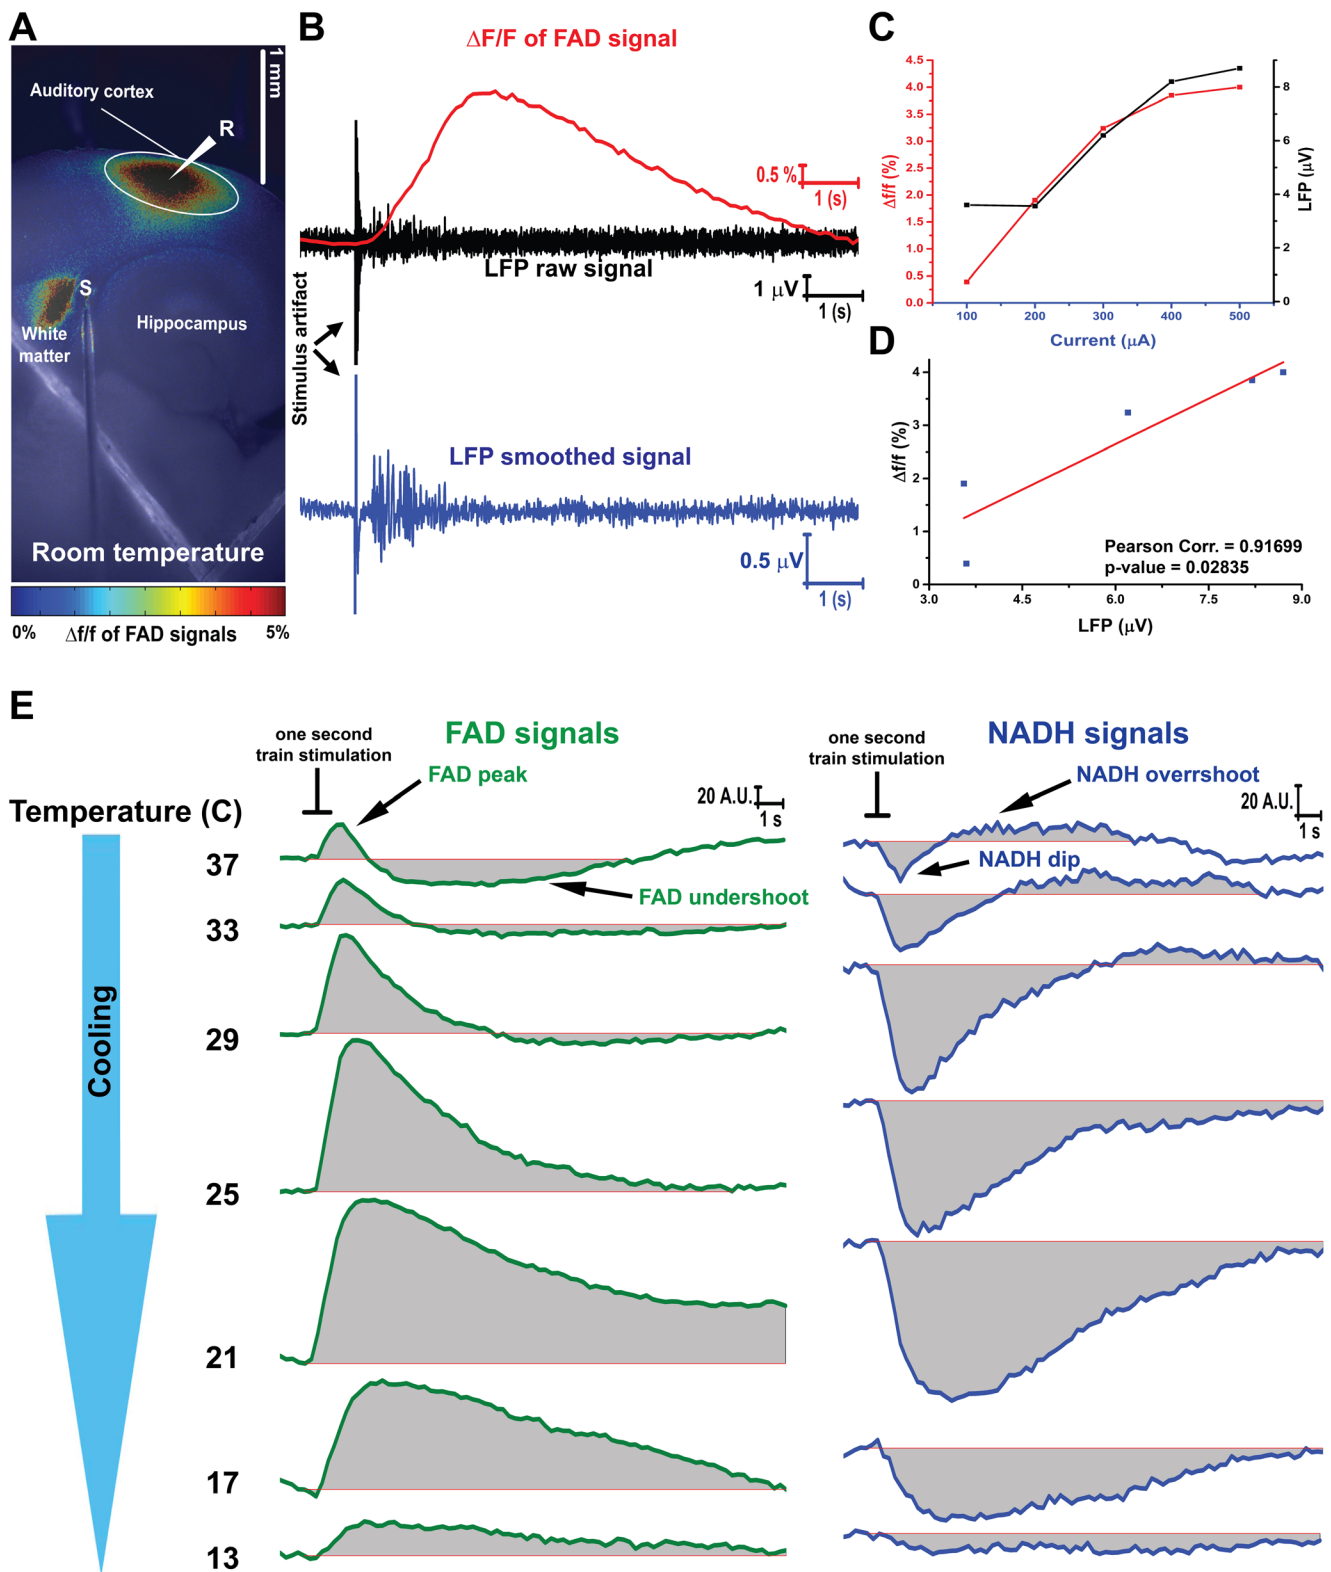 A
1 mm
Auditory cortex
R
S
White
matter
Hippocampus
Room temperature
0%
Δf/f of FAD signals
5%
B
ΔF/F of FAD signal
0.5 %
1 (s)
LFP raw signal
1 μV
1 (s)
Stimulus artifact
LFP smoothed signal
0.5 μV
1 (s)
C
4.5
4.0
3.5
3.0
2.5
2.0
1.5
1.0
0.5
0.0
Δf/f (%)
8
6
4
2
0
LFP (μV)
100
200
300
400
500
Current (μA)
D
4
3
2
1
0
Δf/f (%)
Pearson Corr. = 0.91699
p-value = 0.02835
3.0
4.5
6.0
7.5
9.0
LFP (μV)
E
one second
train stimulation
FAD signals
FAD peak
20 A.U.
1 s
one second
train stimulation
NADH signals
NADH overrshoot
20 A.U.
1 s
Temperature (C)
37
NADH dip
FAD undershoot
33
29
Cooling
25
21
17
13